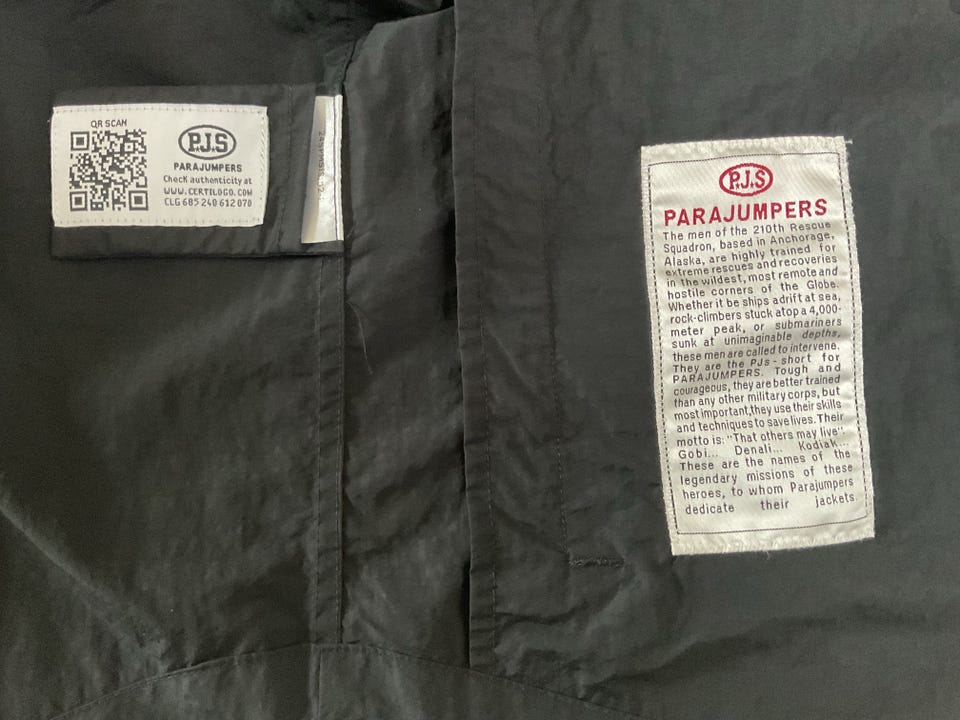 QR SCAN
P.J.S
PARAJUMPERS
Check authenticity at
WWW.CERTILOGO.COM
CLG 685 240 612 070
P.J.S
PARAJUMPERS
The men of the 210th Rescue
Squadron, based in Anchorage,
Alaska, are highly trained for
extreme rescues and recoveries
in the wildest, most remote and
hostile corners of the Globe.
Whether it be ships adrift at sea,
rock-climbers stuck atop a 4,000-
meter peak, or submariners
sunk at unimaginable depths,
these men are called to intervene.
They are the PJs - short for
PARAJUMPERS. Tough and
courageous, they are better trained
than any other military corps, but
most important,they use their skills
and techniques to save lives. Their
motto is: "That others may live".
Gobi... Denali... Kodiak...
These are the names of the
legendary missions of these
heroes, to whom Parajumpers
dedicate their jackets.